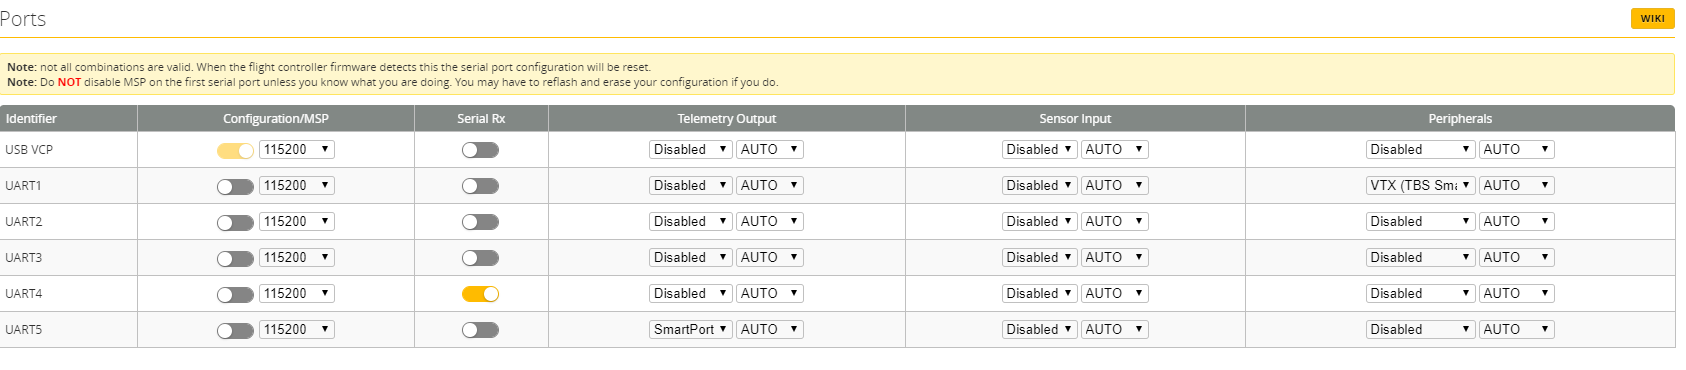 Ports
WIKI
Note: not all combinations are valid. When the flight controller firmware detects this the serial port configuration will be reset.
Note: Do NOT disable MSP on the first serial port unless you know what you are doing. You may have to reflash and erase your configuration if you do.
Identifier Configuration/MSP Serial Rx Telemetry Output Sensor Input Peripherals
USB VCP 115200 Disabled AUTO Disabled AUTO Disabled AUTO
UART1 115200 Disabled AUTO Disabled AUTO VTX (TBS Sma AUTO
UART2 115200 Disabled AUTO Disabled AUTO Disabled AUTO
UART3 115200 Disabled AUTO Disabled AUTO Disabled AUTO
UART4 115200 Disabled AUTO Disabled AUTO Disabled AUTO
UART5 115200 SmartPort AUTO Disabled AUTO Disabled AUTO